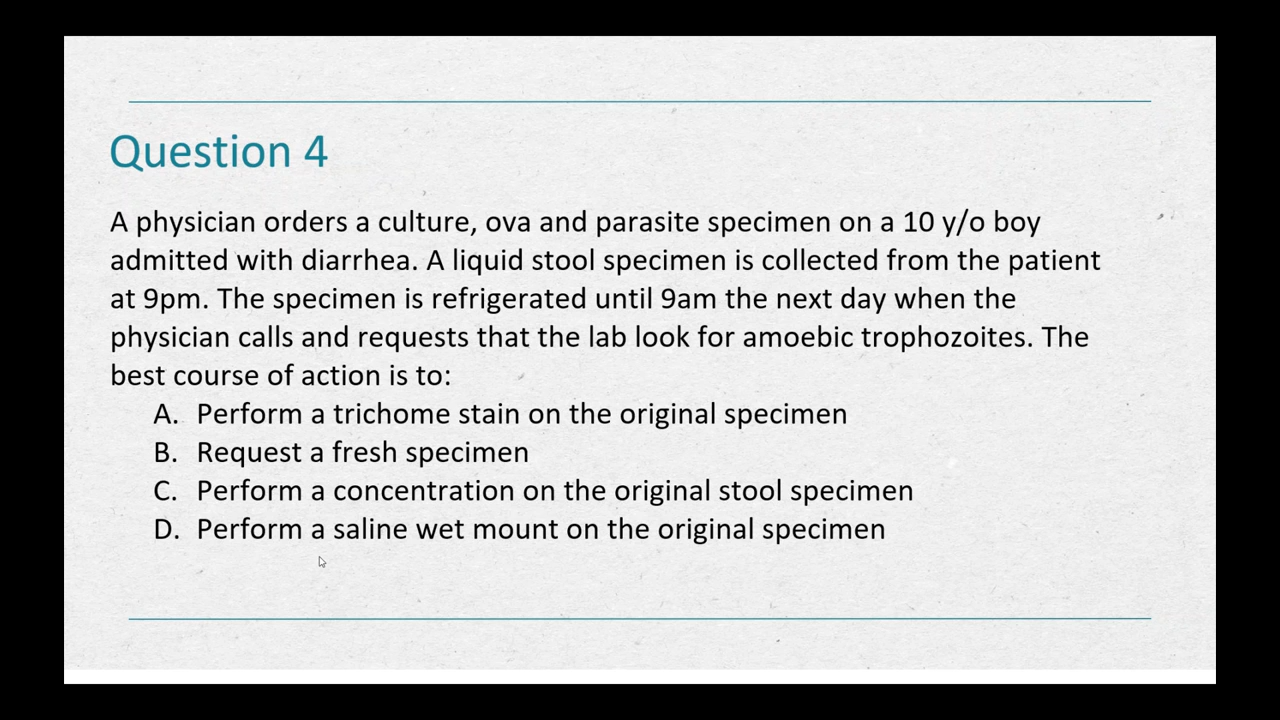 Question 4
A physician orders a culture, ova and parasite specimen on a 10 y/o boy
admitted with diarrhea. A liquid stool specimen is collected from the patient
at 9pm. The specimen is refrigerated until 9am the next day when the
physician calls and requests that the lab look for amoebic trophozoites. The
best course of action is to:
A. Perform a trichome stain on the original specimen
B. Request a fresh specimen
C. Perform a concentration on the original stool specimen
D. Perform a saline wet mount on the original specimen